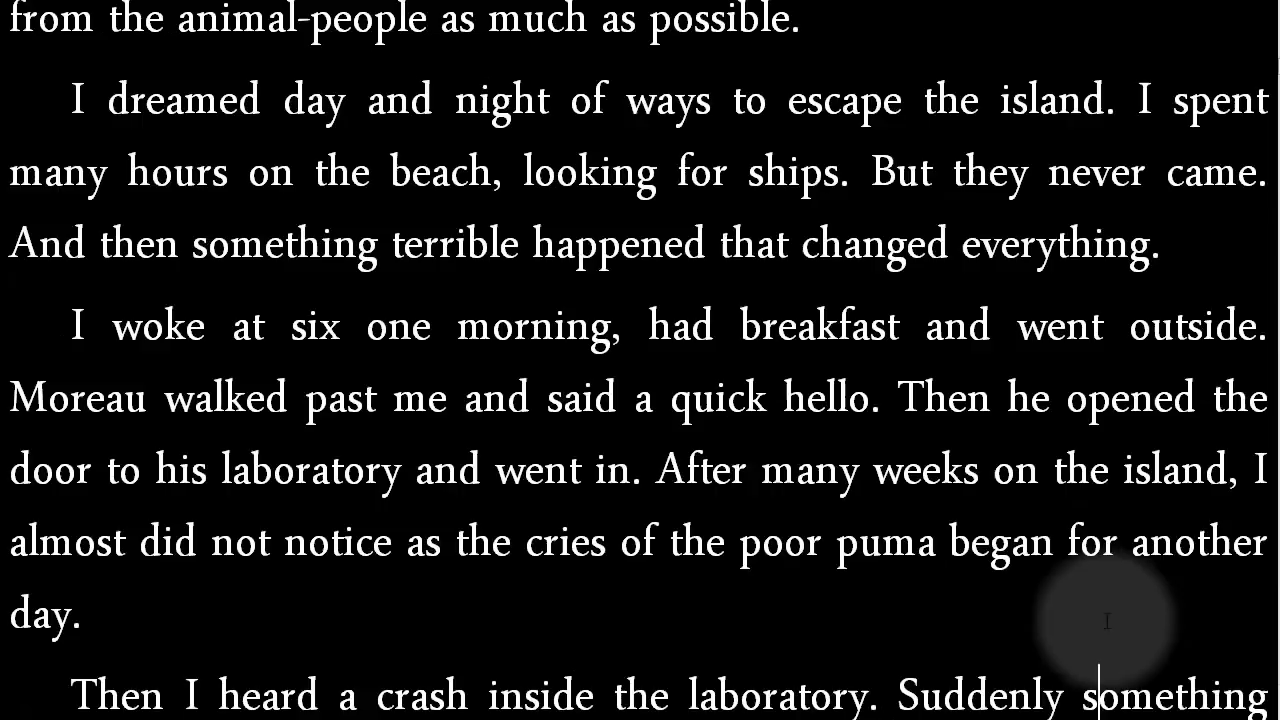 from the animal-people as much as possible.
I dreamed day and night of ways to escape the island. I spent
many hours on the beach, looking for ships. But they never came.
And then something terrible happened that changed everything.
I woke at six one morning, had breakfast and went outside.
Moreau walked past me and said a quick hello. Then he opened the
door to his laboratory and went in. After many weeks on the island, I
almost did not notice as the cries of the poor puma began for another
day.
Then I heard a crash inside the laboratory. Suddenly something